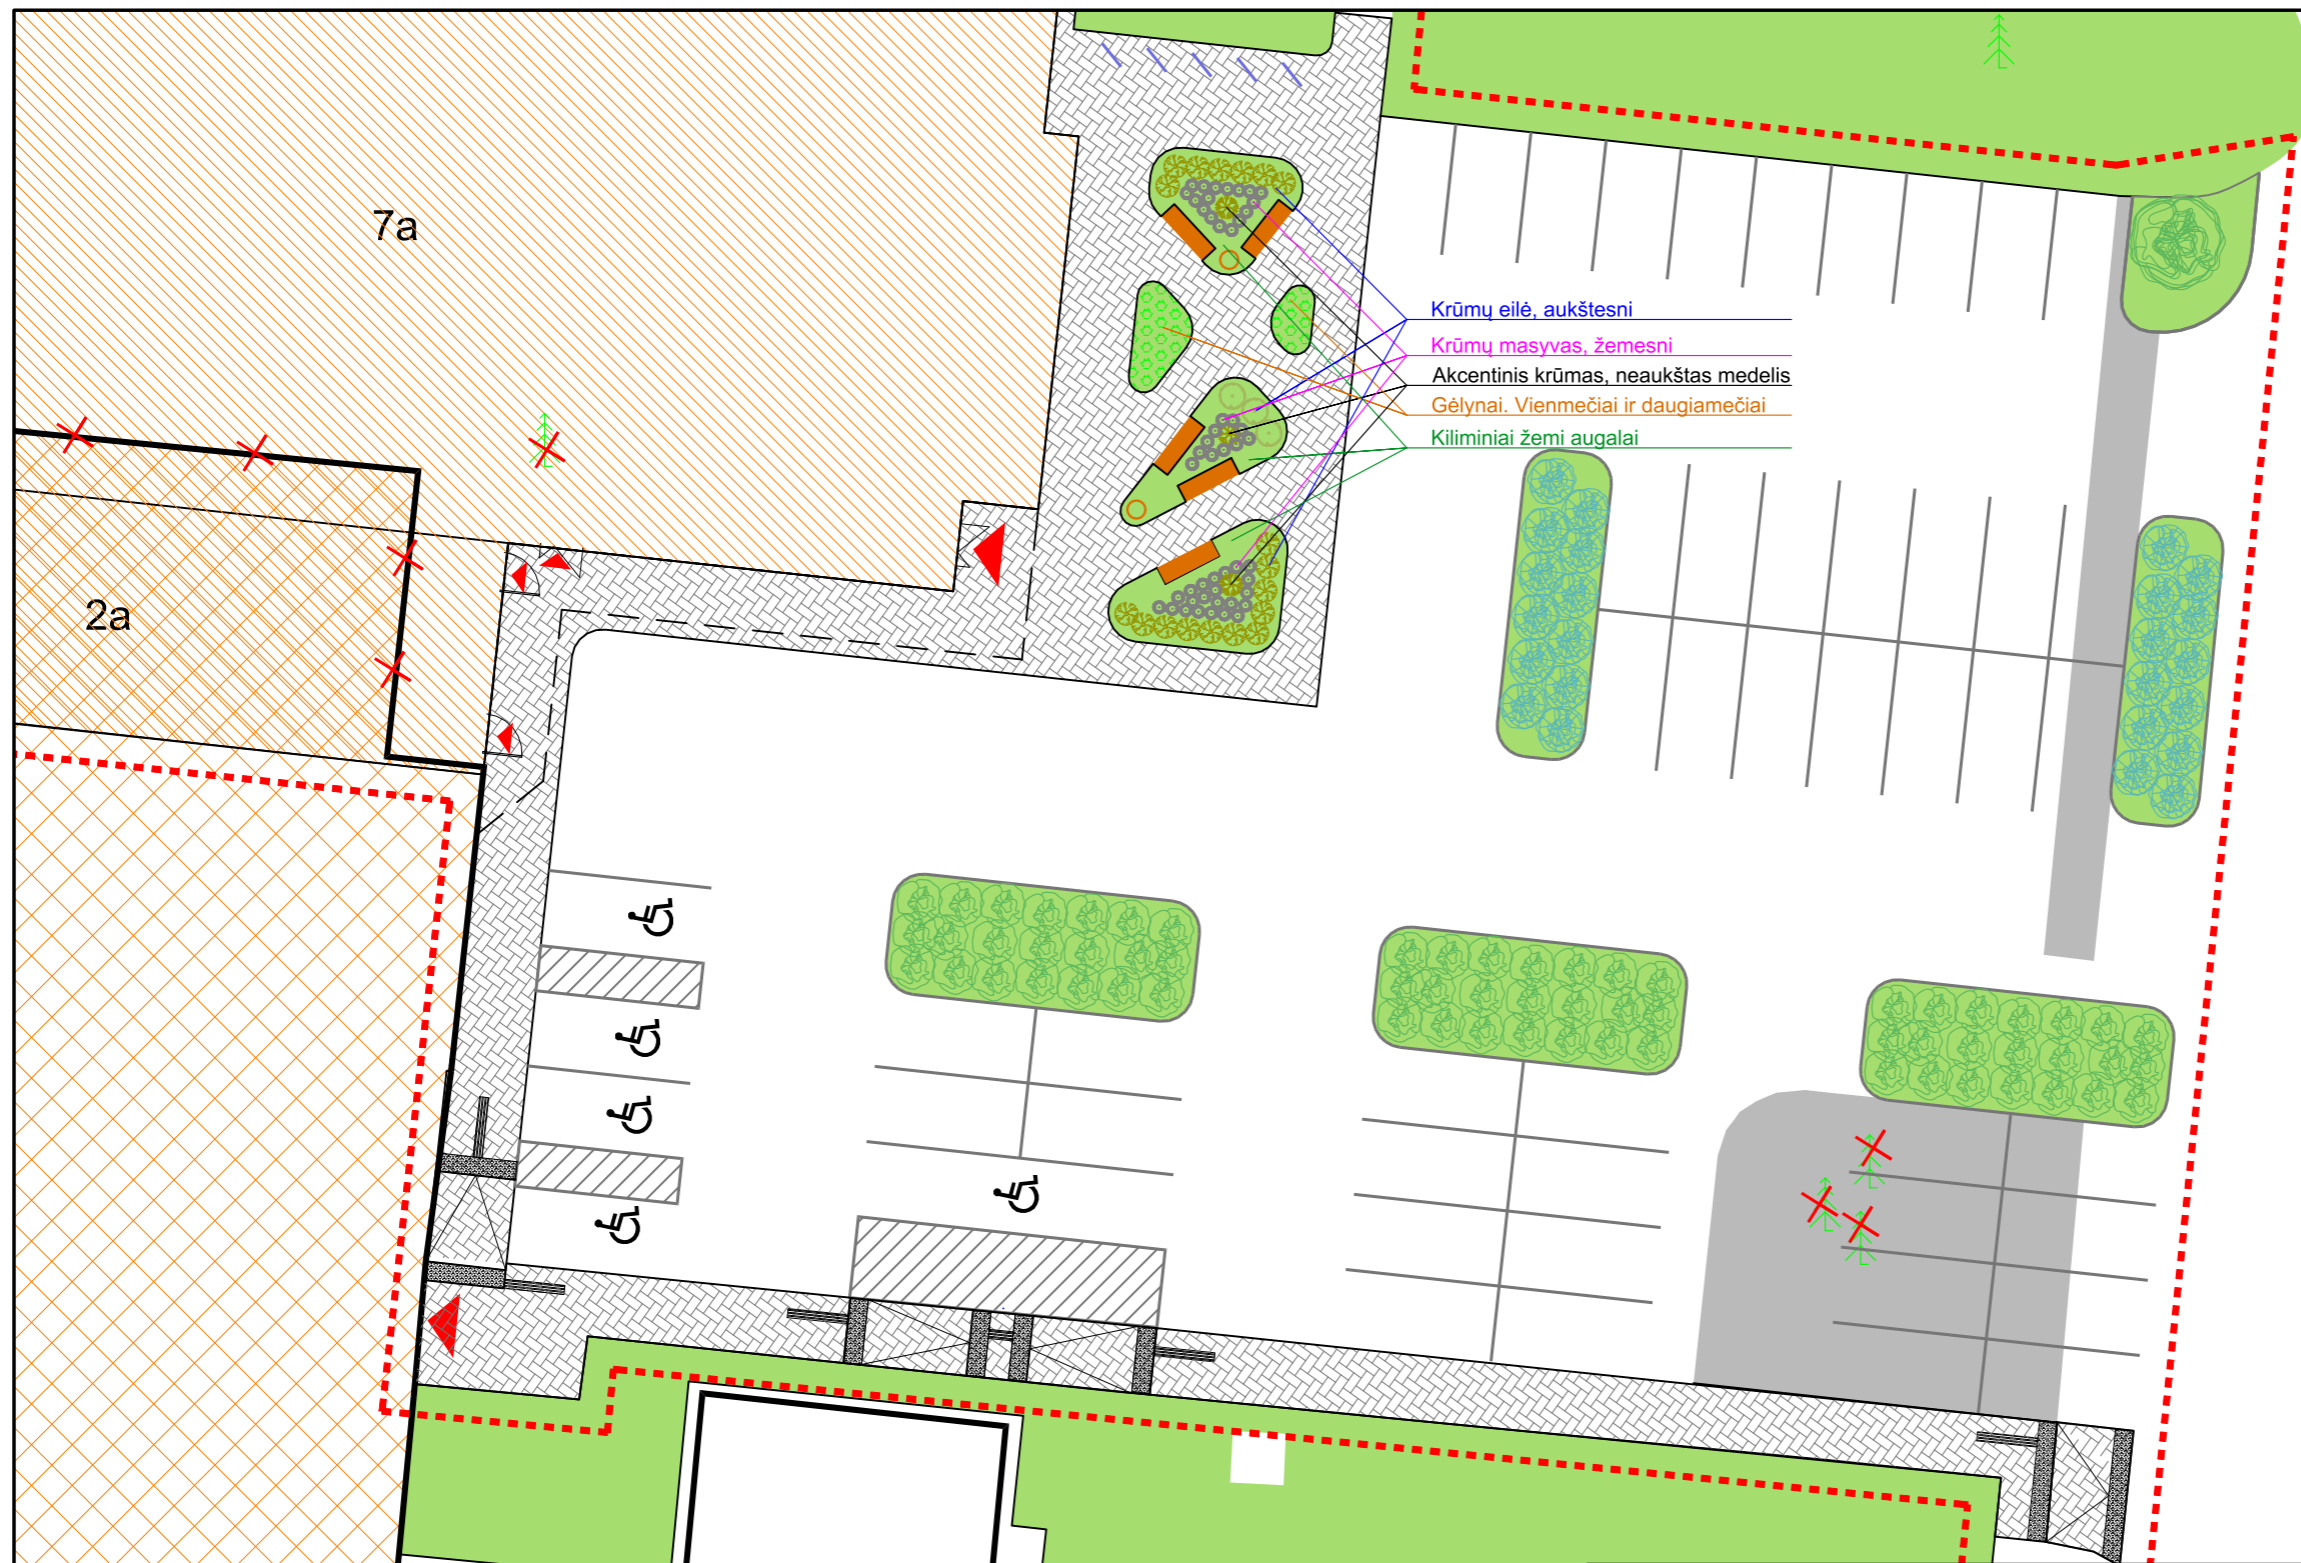 7a
Krūmų eilė, aukštesni
Krūmų masyvas, žemesni
Akcentinis krūmas, neaukštas medelis
Gėlynai. Vienmečiai ir daugiamečiai
Kiliminiai žemi augalai
2a